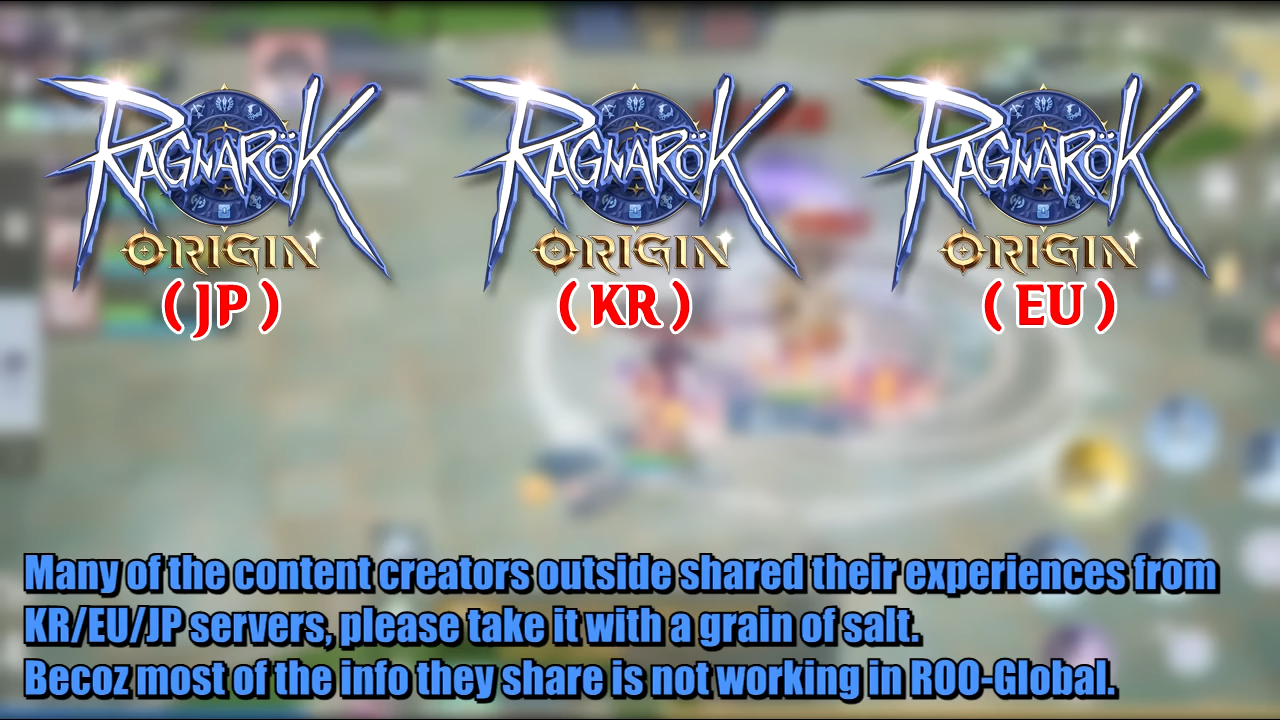 RAGNARÖK RAGNARÖK RAGNARÖK
ORIGIN ORIGIN ORIGIN
( JP ) ( KR ) ( EU )
Many of the content creators outside shared their experiences from
KR/EU/JP servers, please take it with a grain of salt.
Becoz most of the info they share is not working in ROO-Global.